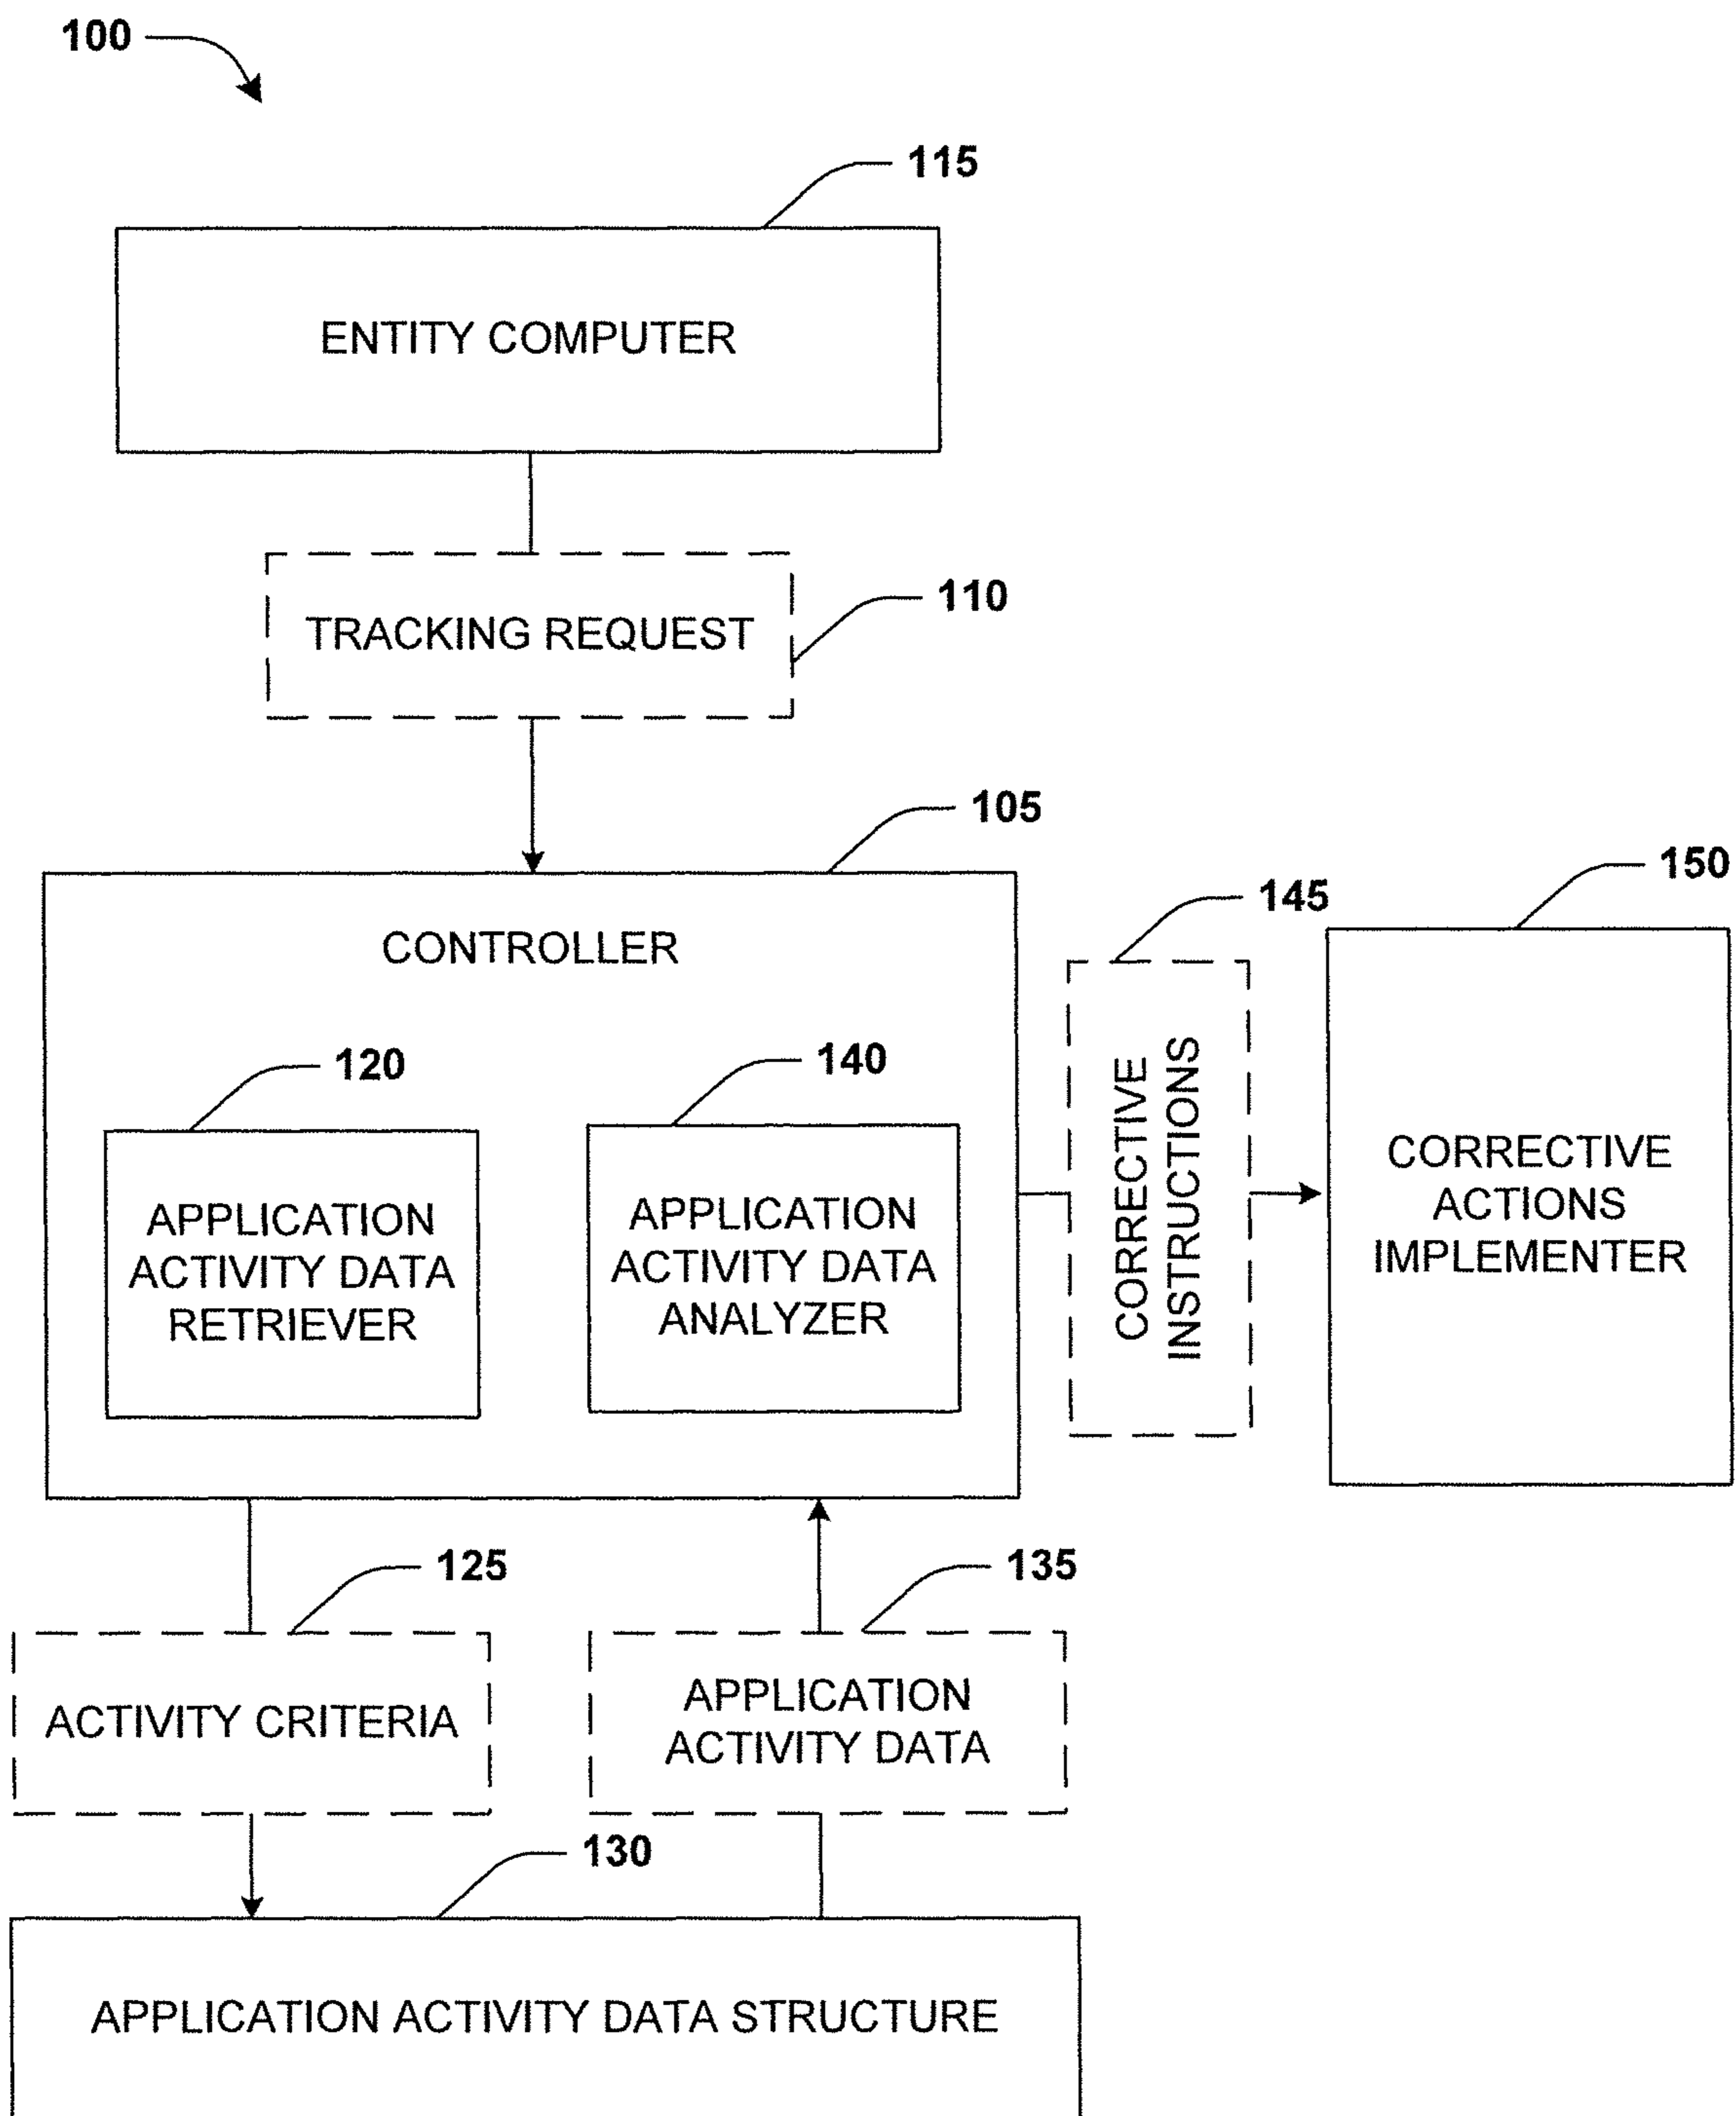 100
115
ENTITY COMPUTER
TRACKING REQUEST
110
105
CONTROLLER
120
APPLICATION
ACTIVITY DATA
RETRIEVER
140
APPLICATION
ACTIVITY DATA
ANALYZER
145
CORRECTIVE
INSTRUCTIONS
150
CORRECTIVE
ACTIONS
IMPLEMENTER
125
ACTIVITY CRITERIA
135
APPLICATION
ACTIVITY DATA
130
APPLICATION ACTIVITY DATA STRUCTURE